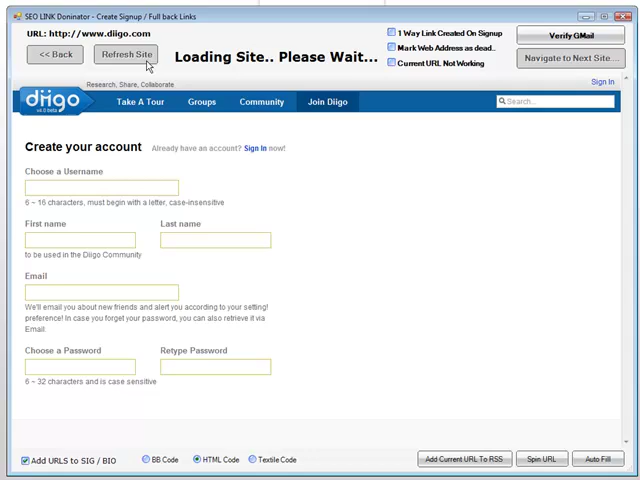 SEO LINK Dominator - Create Signup / Full back Links
URL: http://www.diigo.com
<< Back
Refresh Site
Loading Site.. Please Wait...
1 Way Link Created On Signup
Mark Web Address as dead..
Current URL Not Working
Verify GMail
Navigate to Next Site....
Research, Share, Collaborate
Sign In
diigo
v4.0 beta
Take A Tour
Groups
Community
Join Diigo
Search...
Create your account
Already have an account? Sign In now!
Choose a Username
6 ~ 16 characters, must begin with a letter, case-insensitive
First name
Last name
to be used in the Diigo Community
Email
We'll email you about new friends and alert you according to your setting/
preference! In case you forget your password, you can also retrieve it via
Email.
Choose a Password
Retype Password
6 ~ 32 characters and is case sensitive
Add URLS to SIG / BIO
BB Code
HTML Code
Textile Code
Add Current URL To RSS
Spin URL
Auto Fill